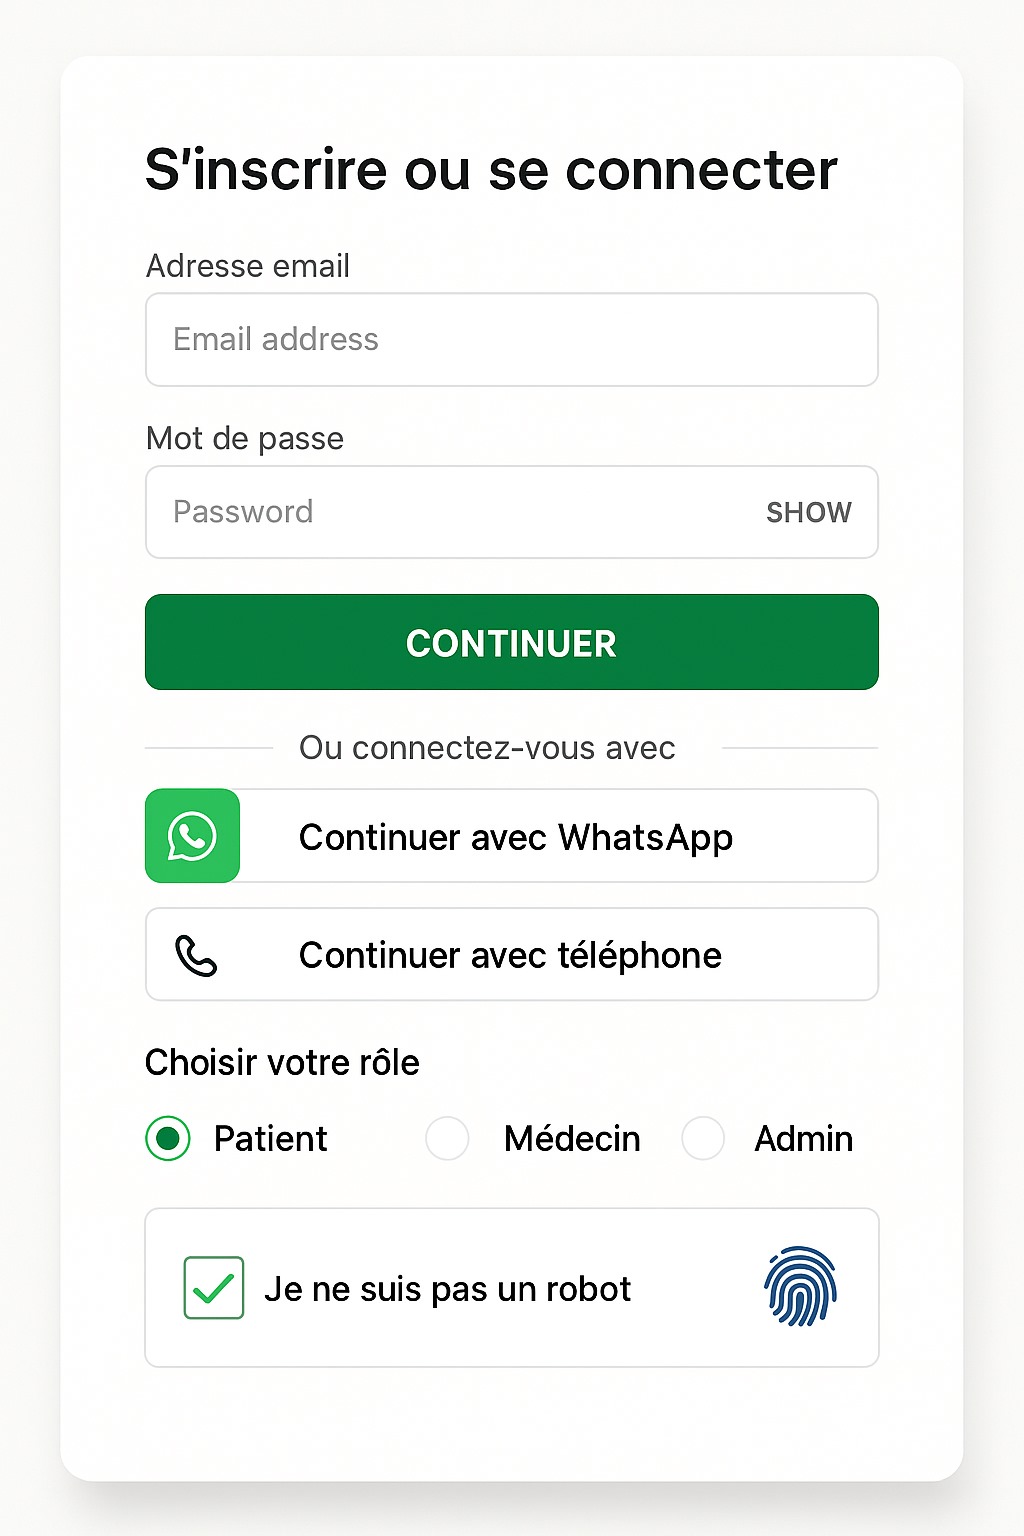 S'inscrire ou se connecter
Adresse email
Email address
Mot de passe
Password SHOW
CONTINUER
Ou connectez-vous avec
Continuer avec WhatsApp
Continuer avec téléphone
Choisir votre rôle
Patient Médecin Admin
Je ne suis pas un robot